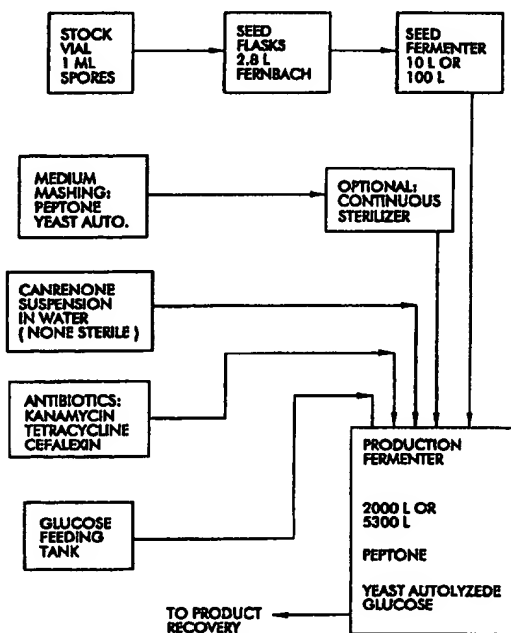 STOCK
VIAL
1 ML
SPORES
SEED
FLASKS
2.8 L
FERNBACH
SEED
FERMENTER
10 L OR
100 L
MEDIUM
MASHING:
PEPTONE
YEAST AUTO.
OPTIONAL:
CONTINUOUS
STERILIZER
CANRENONE
SUSPENSION
IN WATER
( NONE STERILE )
ANTIBIOTICS:
KANAMYCIN
TETRACYCLINE
CEFALEXIN
GLUCOSE
FEEDING
TANK
PRODUCTION
FERMENTER
2000 L OR
5300 L
PEPTONE
YEAST AUTOLYZEDE
GLUCOSE
TO PRODUCT
RECOVERY